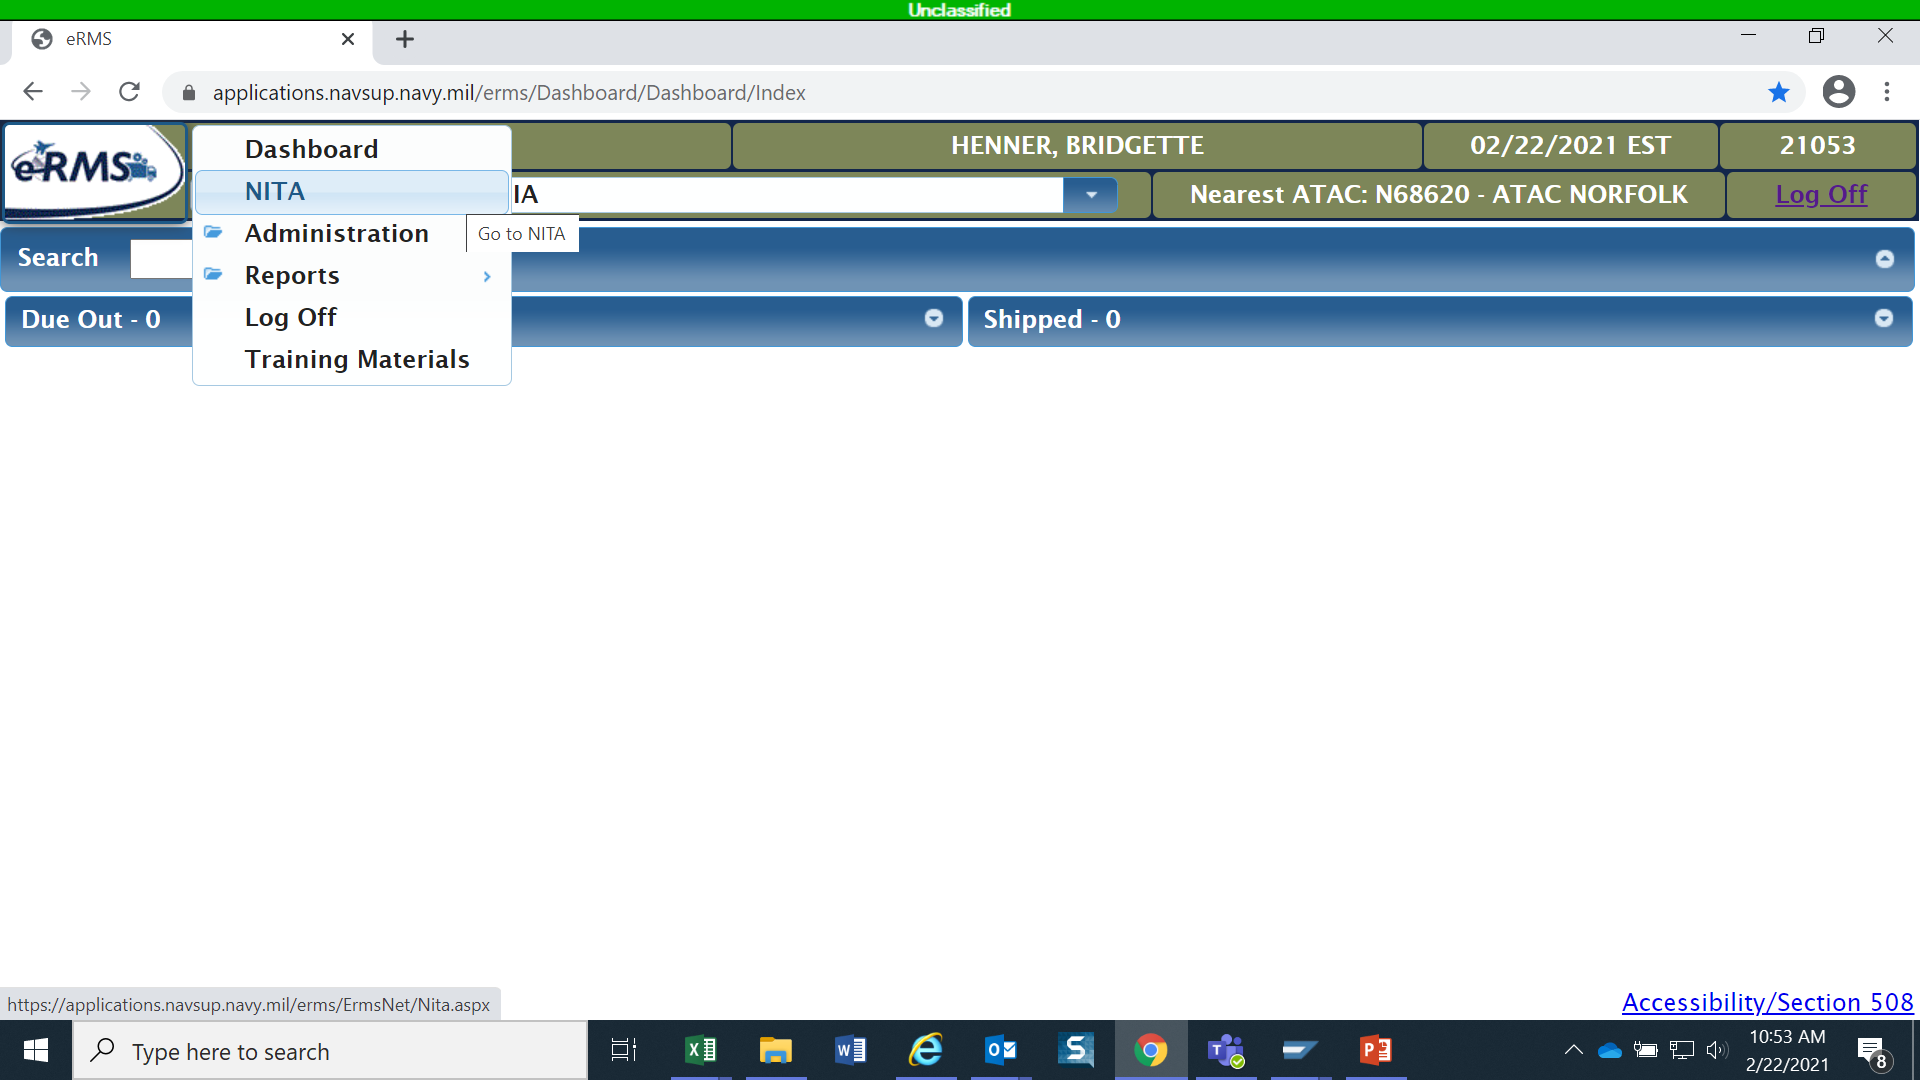 Unclassified
eRMS
applications.navsup.navy.mil/erms/Dashboard/Dashboard/Index
eRMS
HENNER, BRIDGETTE
02/22/2021 EST
21053
IA
Nearest ATAC: N68620 - ATAC NORFOLK
Log Off
Dashboard
NITA
Administration
Reports
Log Off
Training Materials
Go to NITA
Search
Due Out - 0
Shipped - 0
https://applications.navsup.navy.mil/erms/ErmsNet/Nita.aspx
Accessibility/Section 508
Type here to search
10:53 AM
2/22/2021
8